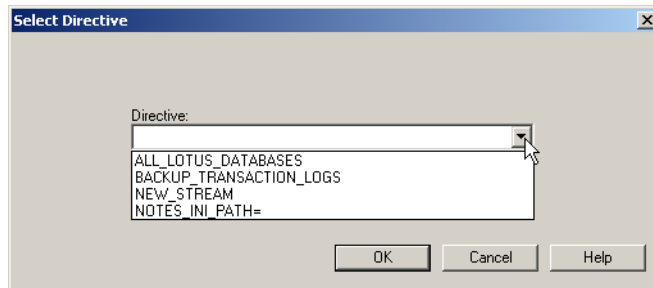 Select Directive
Directive:
ALL_LOTUS_DATABASES
BACKUP_TRANSACTION_LOGS
NEW_STREAM
NOTES_INI_PATH=
OK Cancel Help